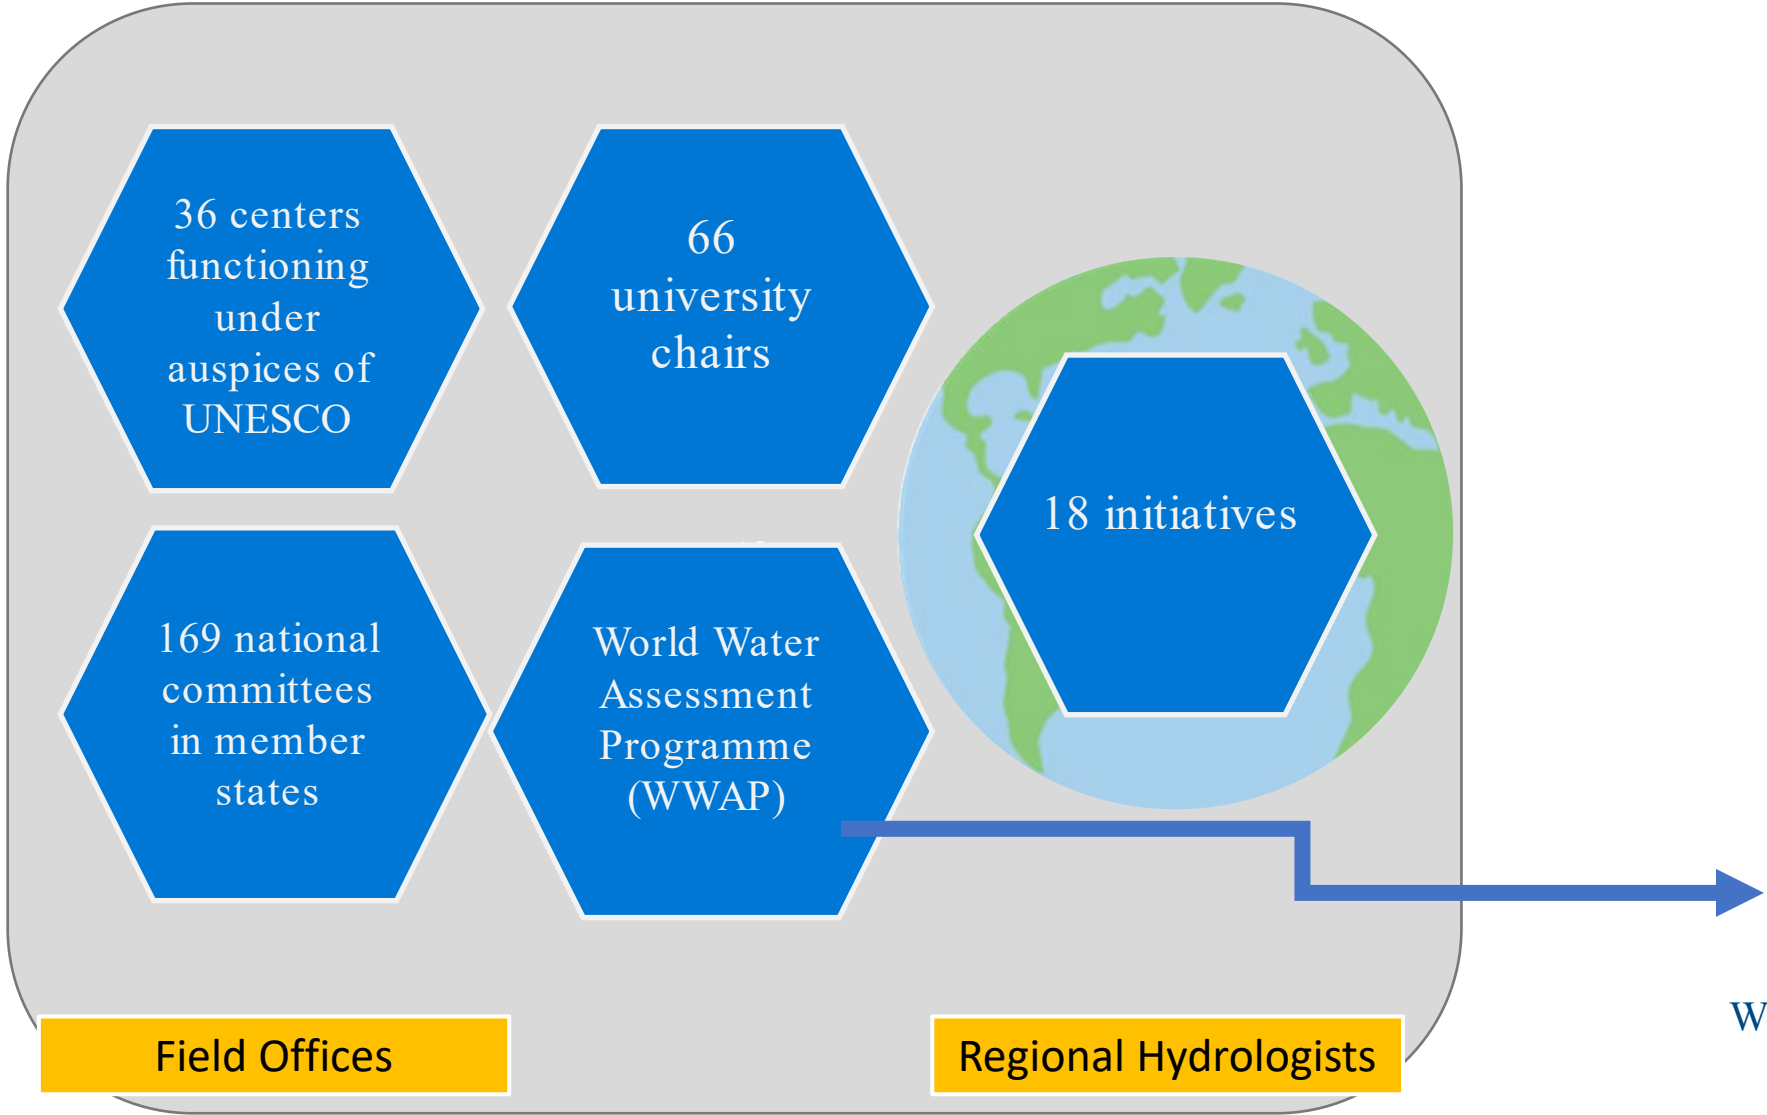 36 centers
functioning
under
auspices of
UNESCO
66
university
chairs
18 initiatives
169 national
committees
in member
states
World Water
Assessment
Programme
(WWAP)
Field Offices
Regional Hydrologists
W